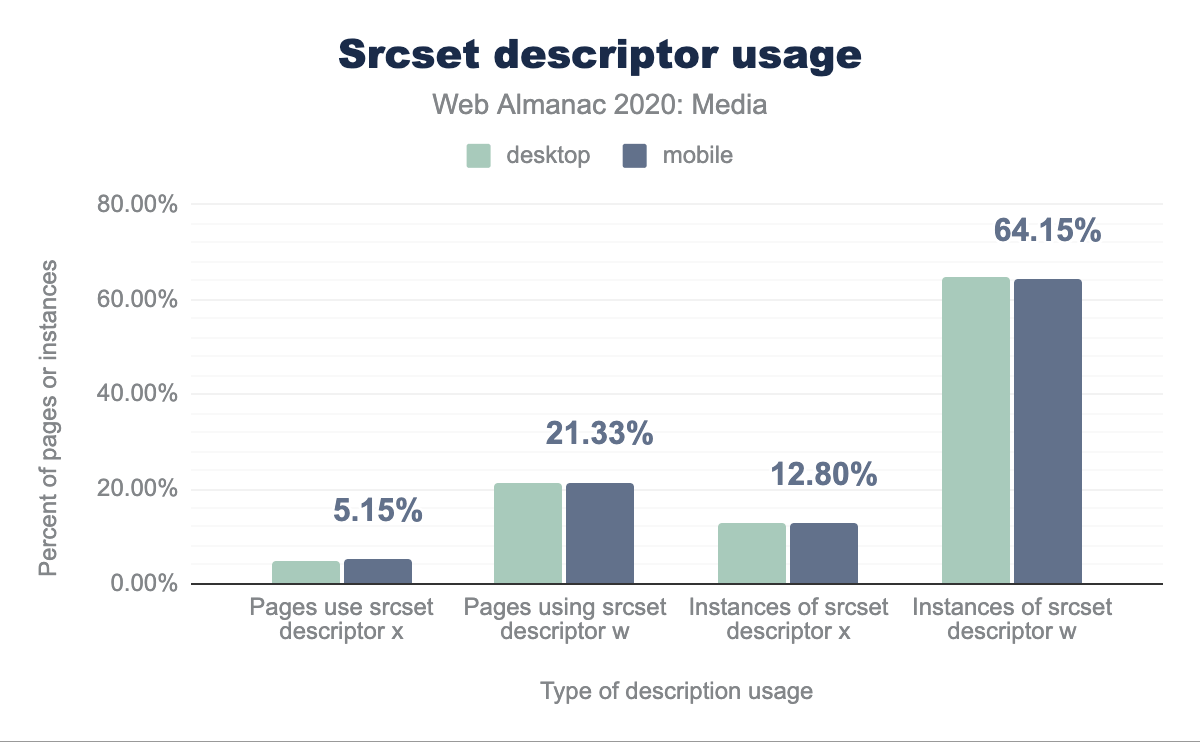 Srcset descriptor usage
Web Almanac 2020: Media
desktop mobile
Percent of pages or instances
80.00%
60.00%
40.00%
20.00%
0.00%
5.15%
21.33%
12.80%
64.15%
Pages use srcset
descriptor x
Pages using srcset
descriptor w
Instances of srcset
descriptor x
Instances of srcset
descriptor w
Type of description usage